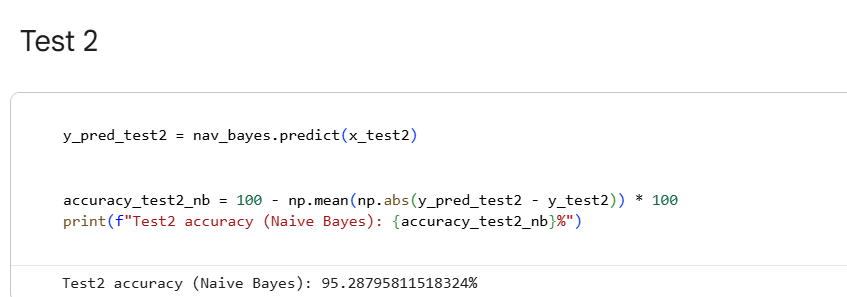 Test 2
y_pred_test2 = nav_bayes.predict(x_test2)
accuracy_test2_nb = 100 - np.mean(np.abs(y_pred_test2 - y_test2)) * 100
print(f"Test2 accuracy (Naive Bayes): {accuracy_test2_nb}%")
Test2 accuracy (Naive Bayes): 95.28795811518324%